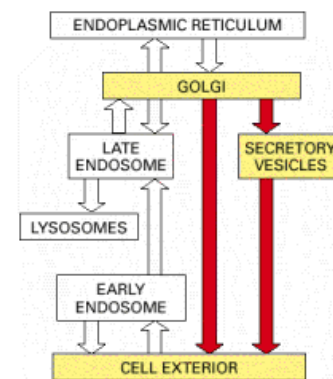 ENDOPLASMIC RETICULUM
GOLGI
LATE
ENDOSOME
SECRETORY
VESICLES
LYSOSOMES
EARLY
ENDOSOME
CELL EXTERIOR